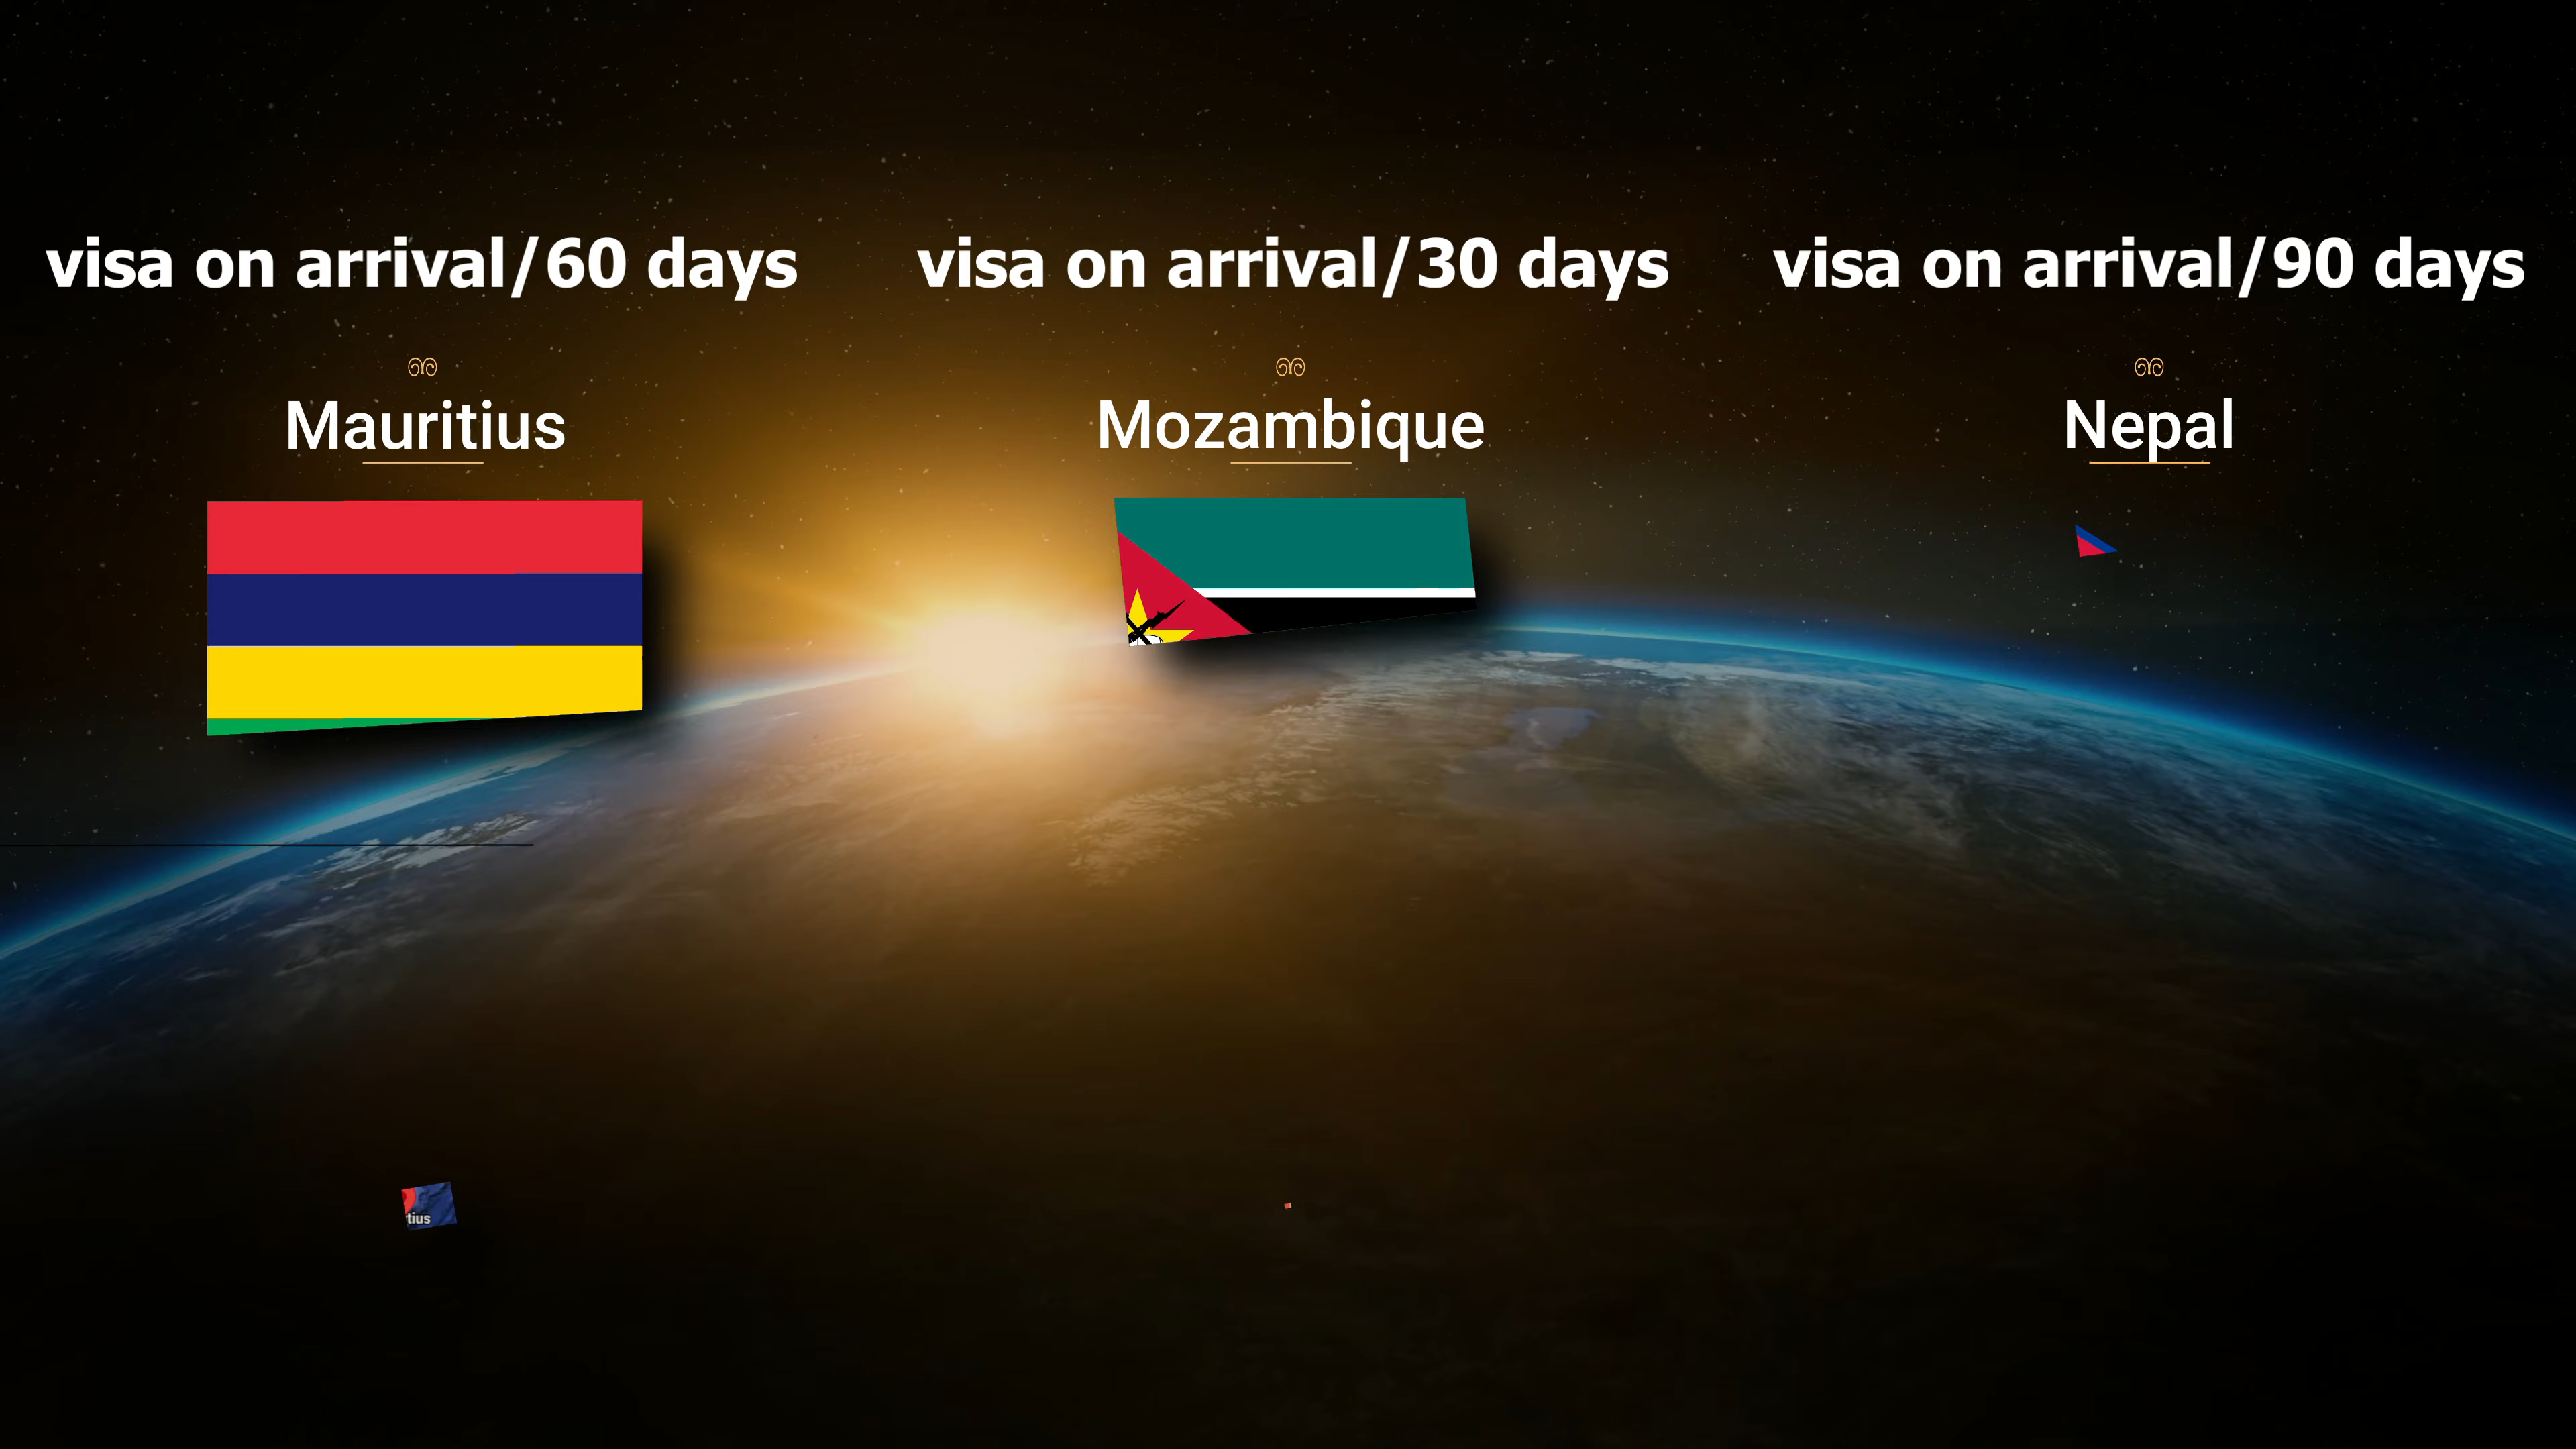 visa on arrival/60 days
visa on arrival/30 days
visa on arrival/90 days
Mauritius
Mozambique
Nepal
tius